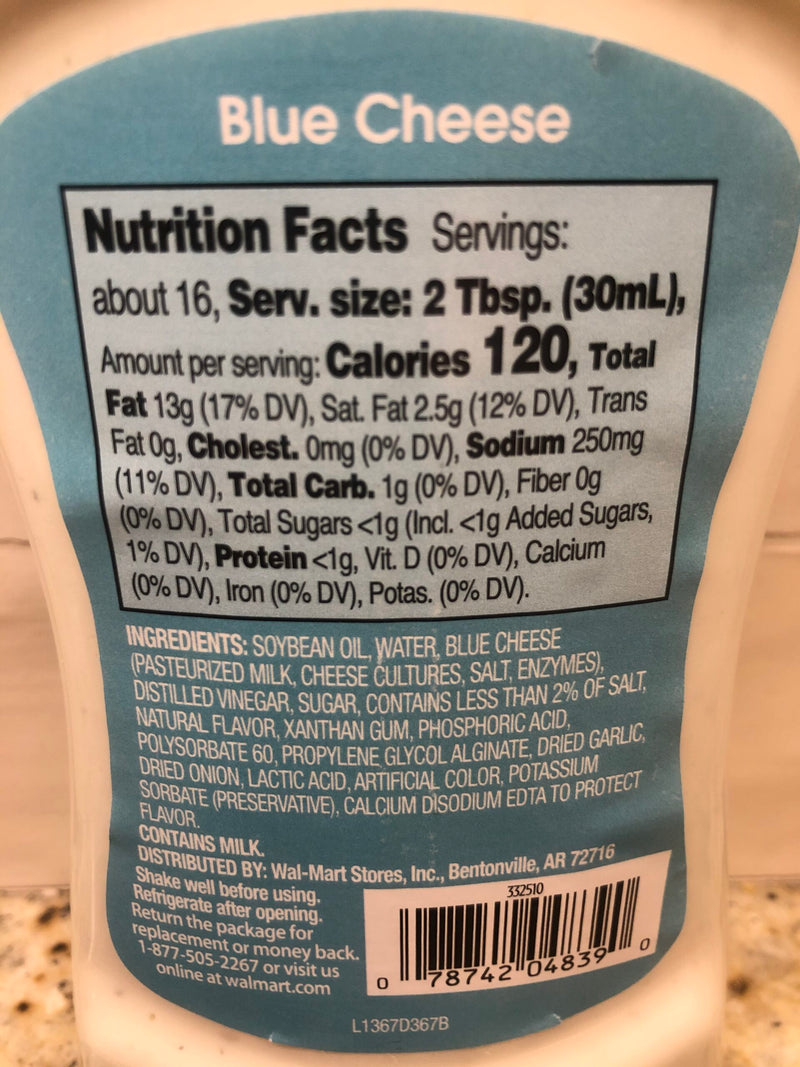 Blue Cheese
Nutrition Facts Servings:
about 16, Serv. size: 2 Tbsp. (30mL),
Amount per serving: Calories 120, Total
Fat 13g (17% DV), Sat. Fat 2.5g (12% DV), Trans
Fat 0g, Cholest. 0mg (0% DV), Sodium 250mg
(11% DV), Total Carb. 1g (0% DV), Fiber 0g
(0% DV), Total Sugars <1g (Incl. <1g Added Sugars,
1% DV), Protein <1g, Vit. D (0% DV), Calcium
(0% DV), Iron (0% DV), Potas. (0% DV).
INGREDIENTS: SOYBEAN OIL, WATER, BLUE CHEESE
(PASTEURIZED MILK, CHEESE CULTURES, SALT, ENZYMES),
DISTILLED VINEGAR, SUGAR, CONTAINS LESS THAN 2% OF SALT,
NATURAL FLAVOR, XANTHAN GUM, PHOSPHORIC ACID,
POLYSORBATE 60, PROPYLENE GLYCOL ALGINATE, DRIED GARLIC,
DRIED ONION, LACTIC ACID, ARTIFICIAL COLOR, POTASSIUM
SORBATE (PRESERVATIVE), CALCIUM DISODIUM EDTA TO PROTECT
FLAVOR.
CONTAINS MILK.
DISTRIBUTED BY: Wal-Mart Stores, Inc., Bentonville, AR 72716
Shake well before using.
Refrigerate after opening.
Return the package for
replacement or money back.
1-877-505-2267 or visit us
online at walmart.com
332510
0 78742 04839 0
L1367D367B